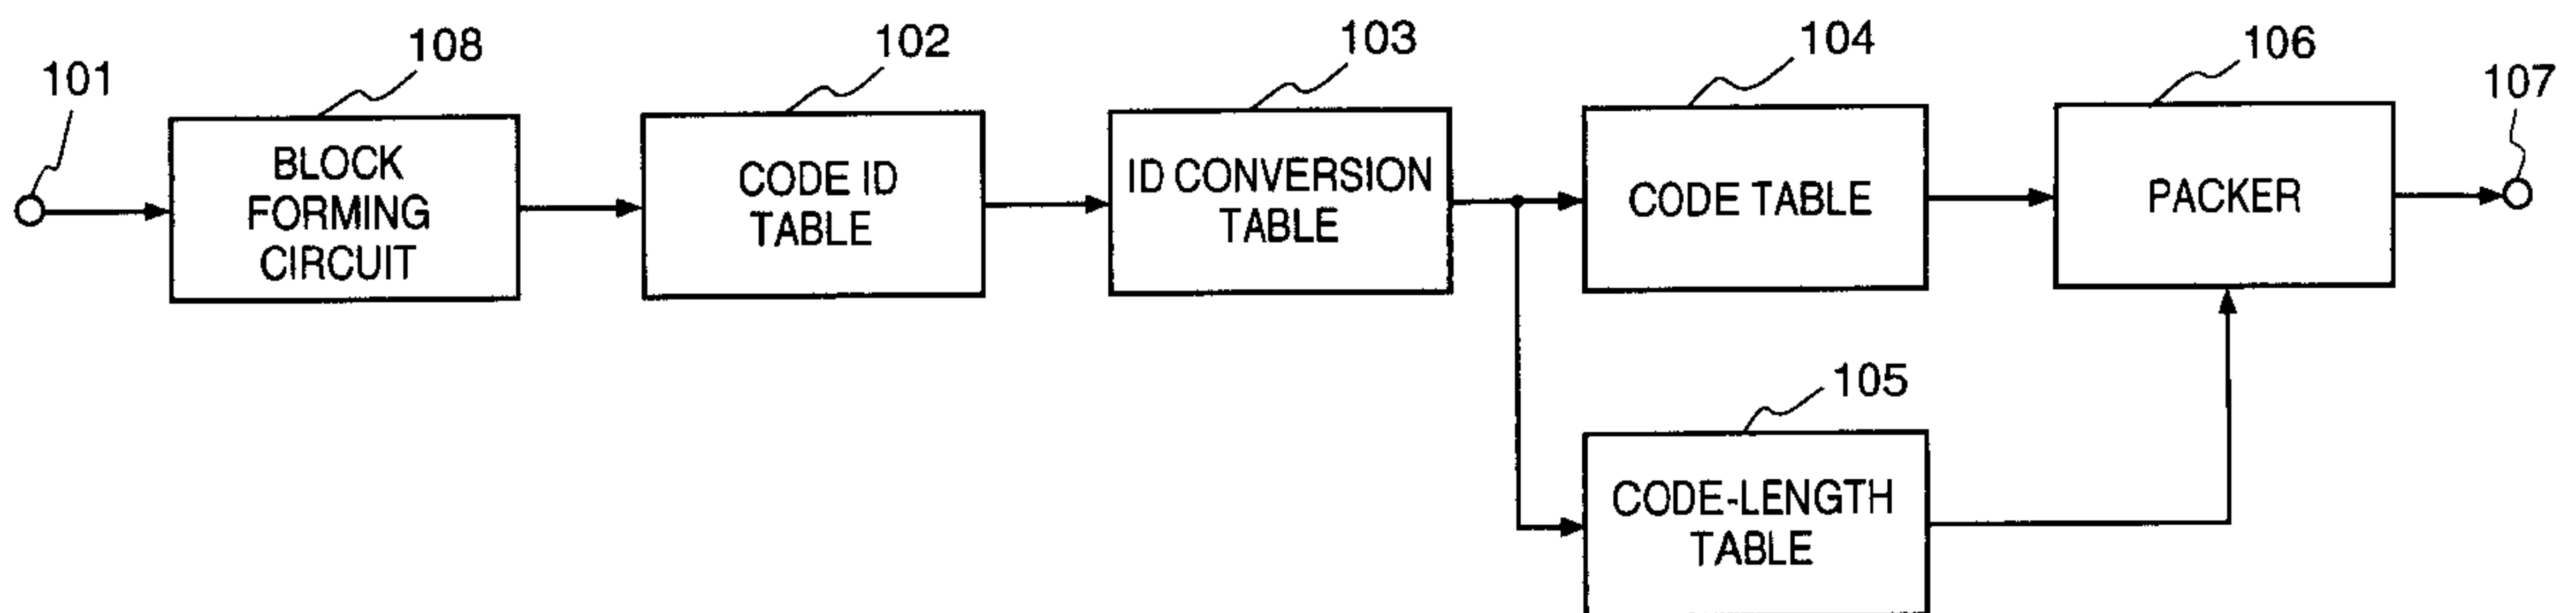 101
108
102
103
104
106
107
BLOCK
FORMING
CIRCUIT
CODE ID
TABLE
ID CONVERSION
TABLE
CODE TABLE
PACKER
105
CODE-LENGTH
TABLE